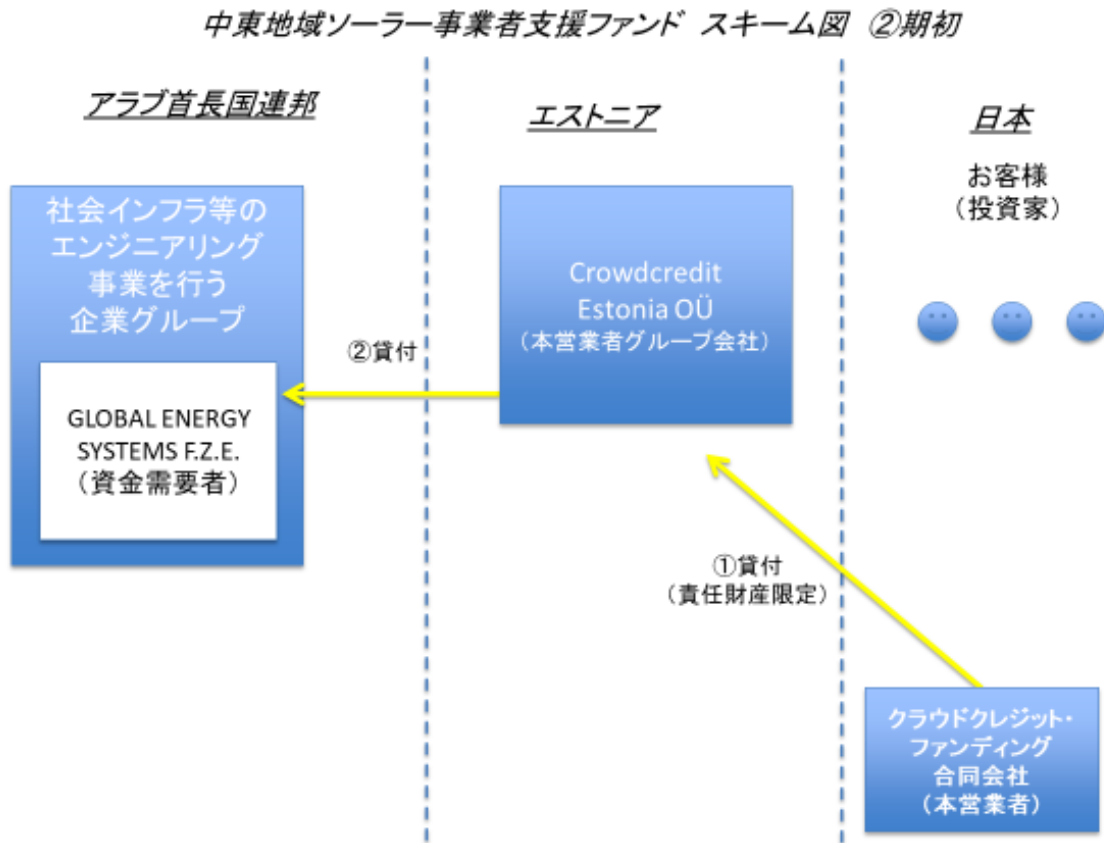 中東地域ソーラー事業者支援ファンド スキーム図 ②期初
アラブ首長国連邦
エストニア
日本
お客様
（投資家）
社会インフラ等の
エンジニアリング
事業を行う
企業グループ
GLOBAL ENERGY
SYSTEMS F.Z.E.
（資金需要者）
②貸付
Crowdcredit
Estonia OÜ
（本営業者グループ会社）
①貸付
（責任財産限定）
クラウドクレジット・
ファンディング
合同会社
（本営業者）